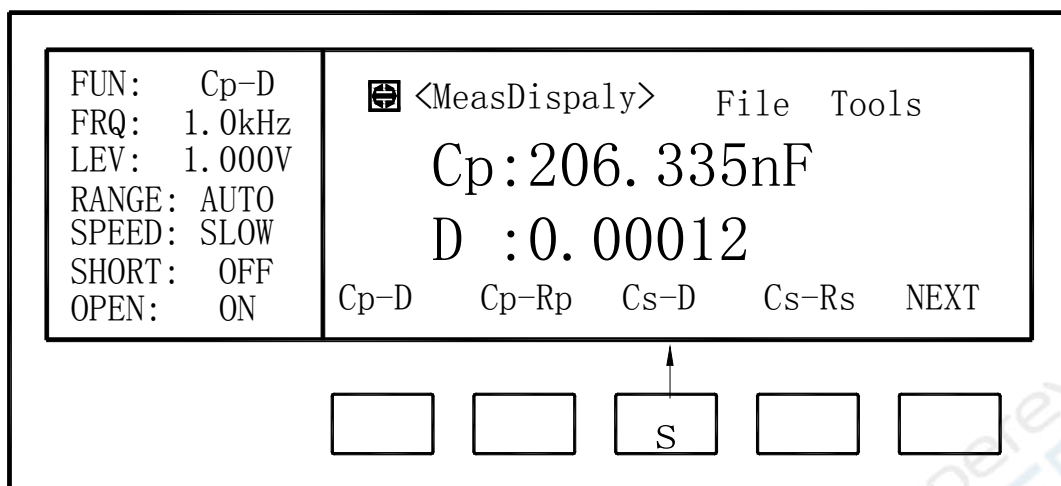 FUN: Cp-D
FRQ: 1.0kHz
LEV: 1.000V
RANGE: AUTO
SPEED: SLOW
SHORT: OFF
OPEN: ON
<MeasDispaly> File Tools
Cp:206.335nF
D :0.00012
Cp-D Cp-Rp Cs-D Cs-Rs NEXT
S